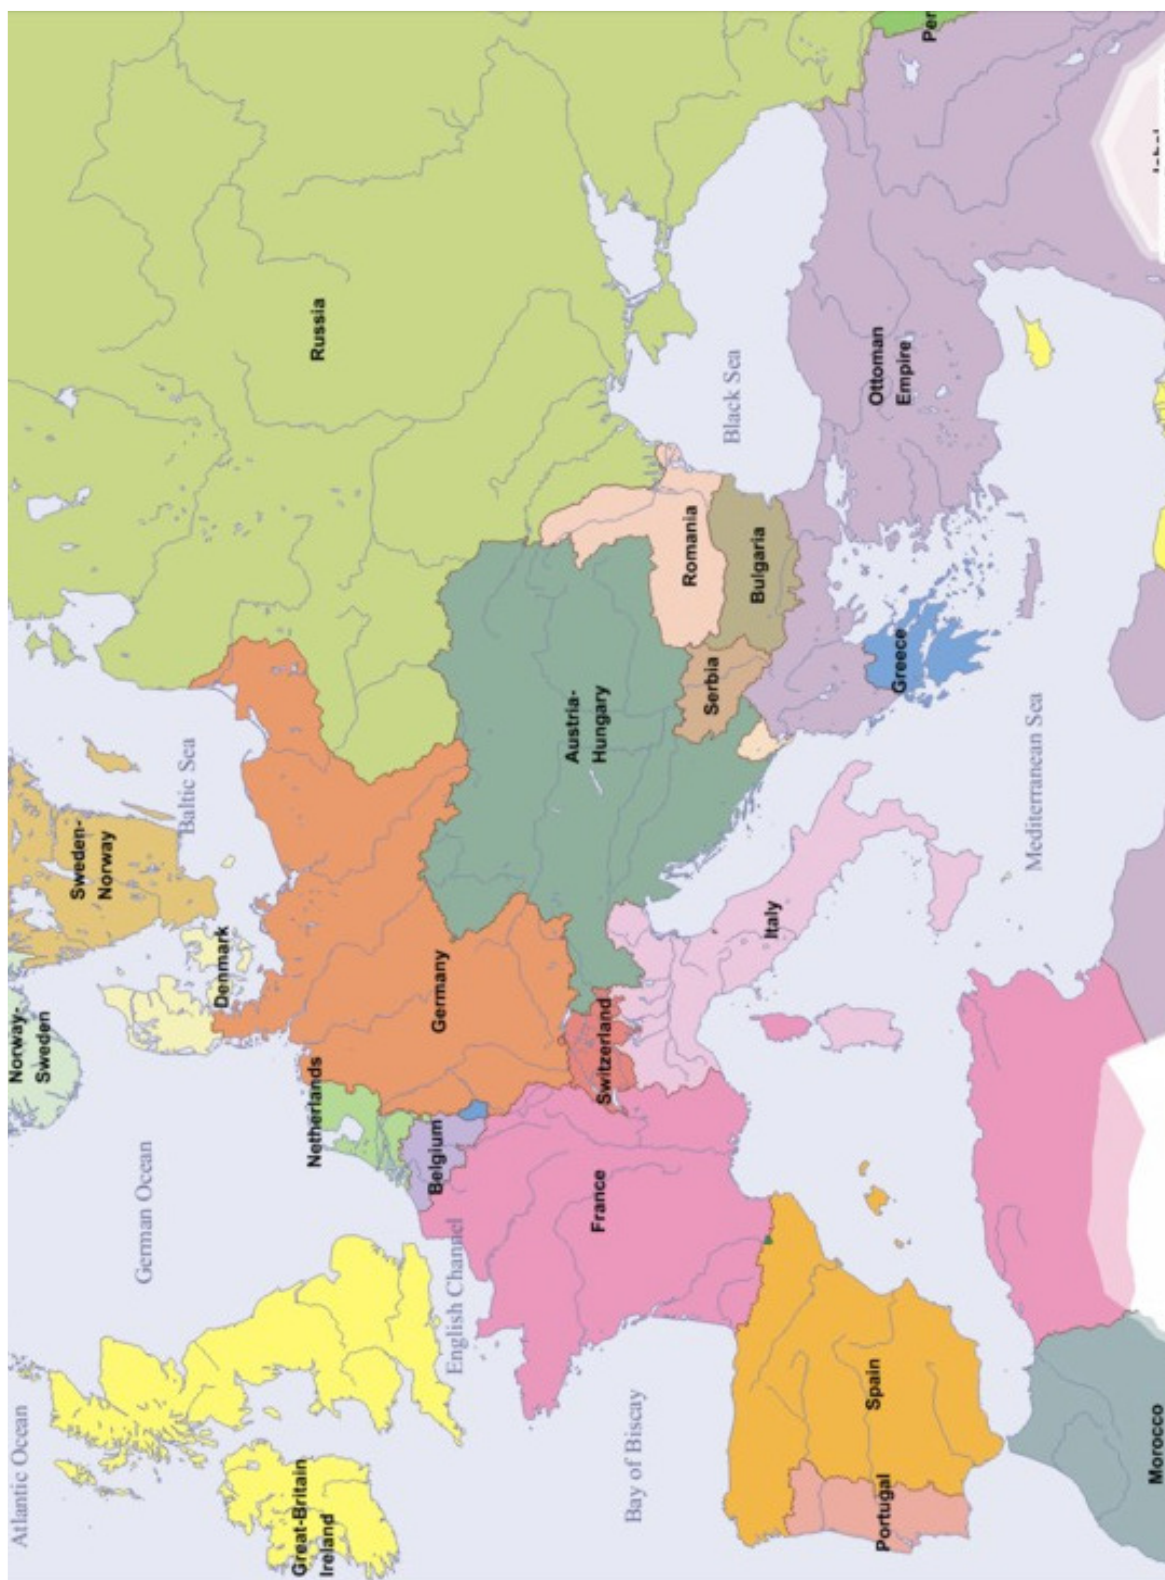 Atlantic Ocean
Norway-
Sweden
Sweden-
Norway
German Ocean
Baltic Sea
Denmark
Russia
Great-Britain
Ireland
Netherlands
English Channel
Belgium
Germany
Austria-
Hungary
France
Switzerland
Bay of Biscay
Romania
Serbia
Bulgaria
Black Sea
Italy
Portugal
Spain
Greece
Ottoman
Empire
Per
Mediterranean Sea
Morocco